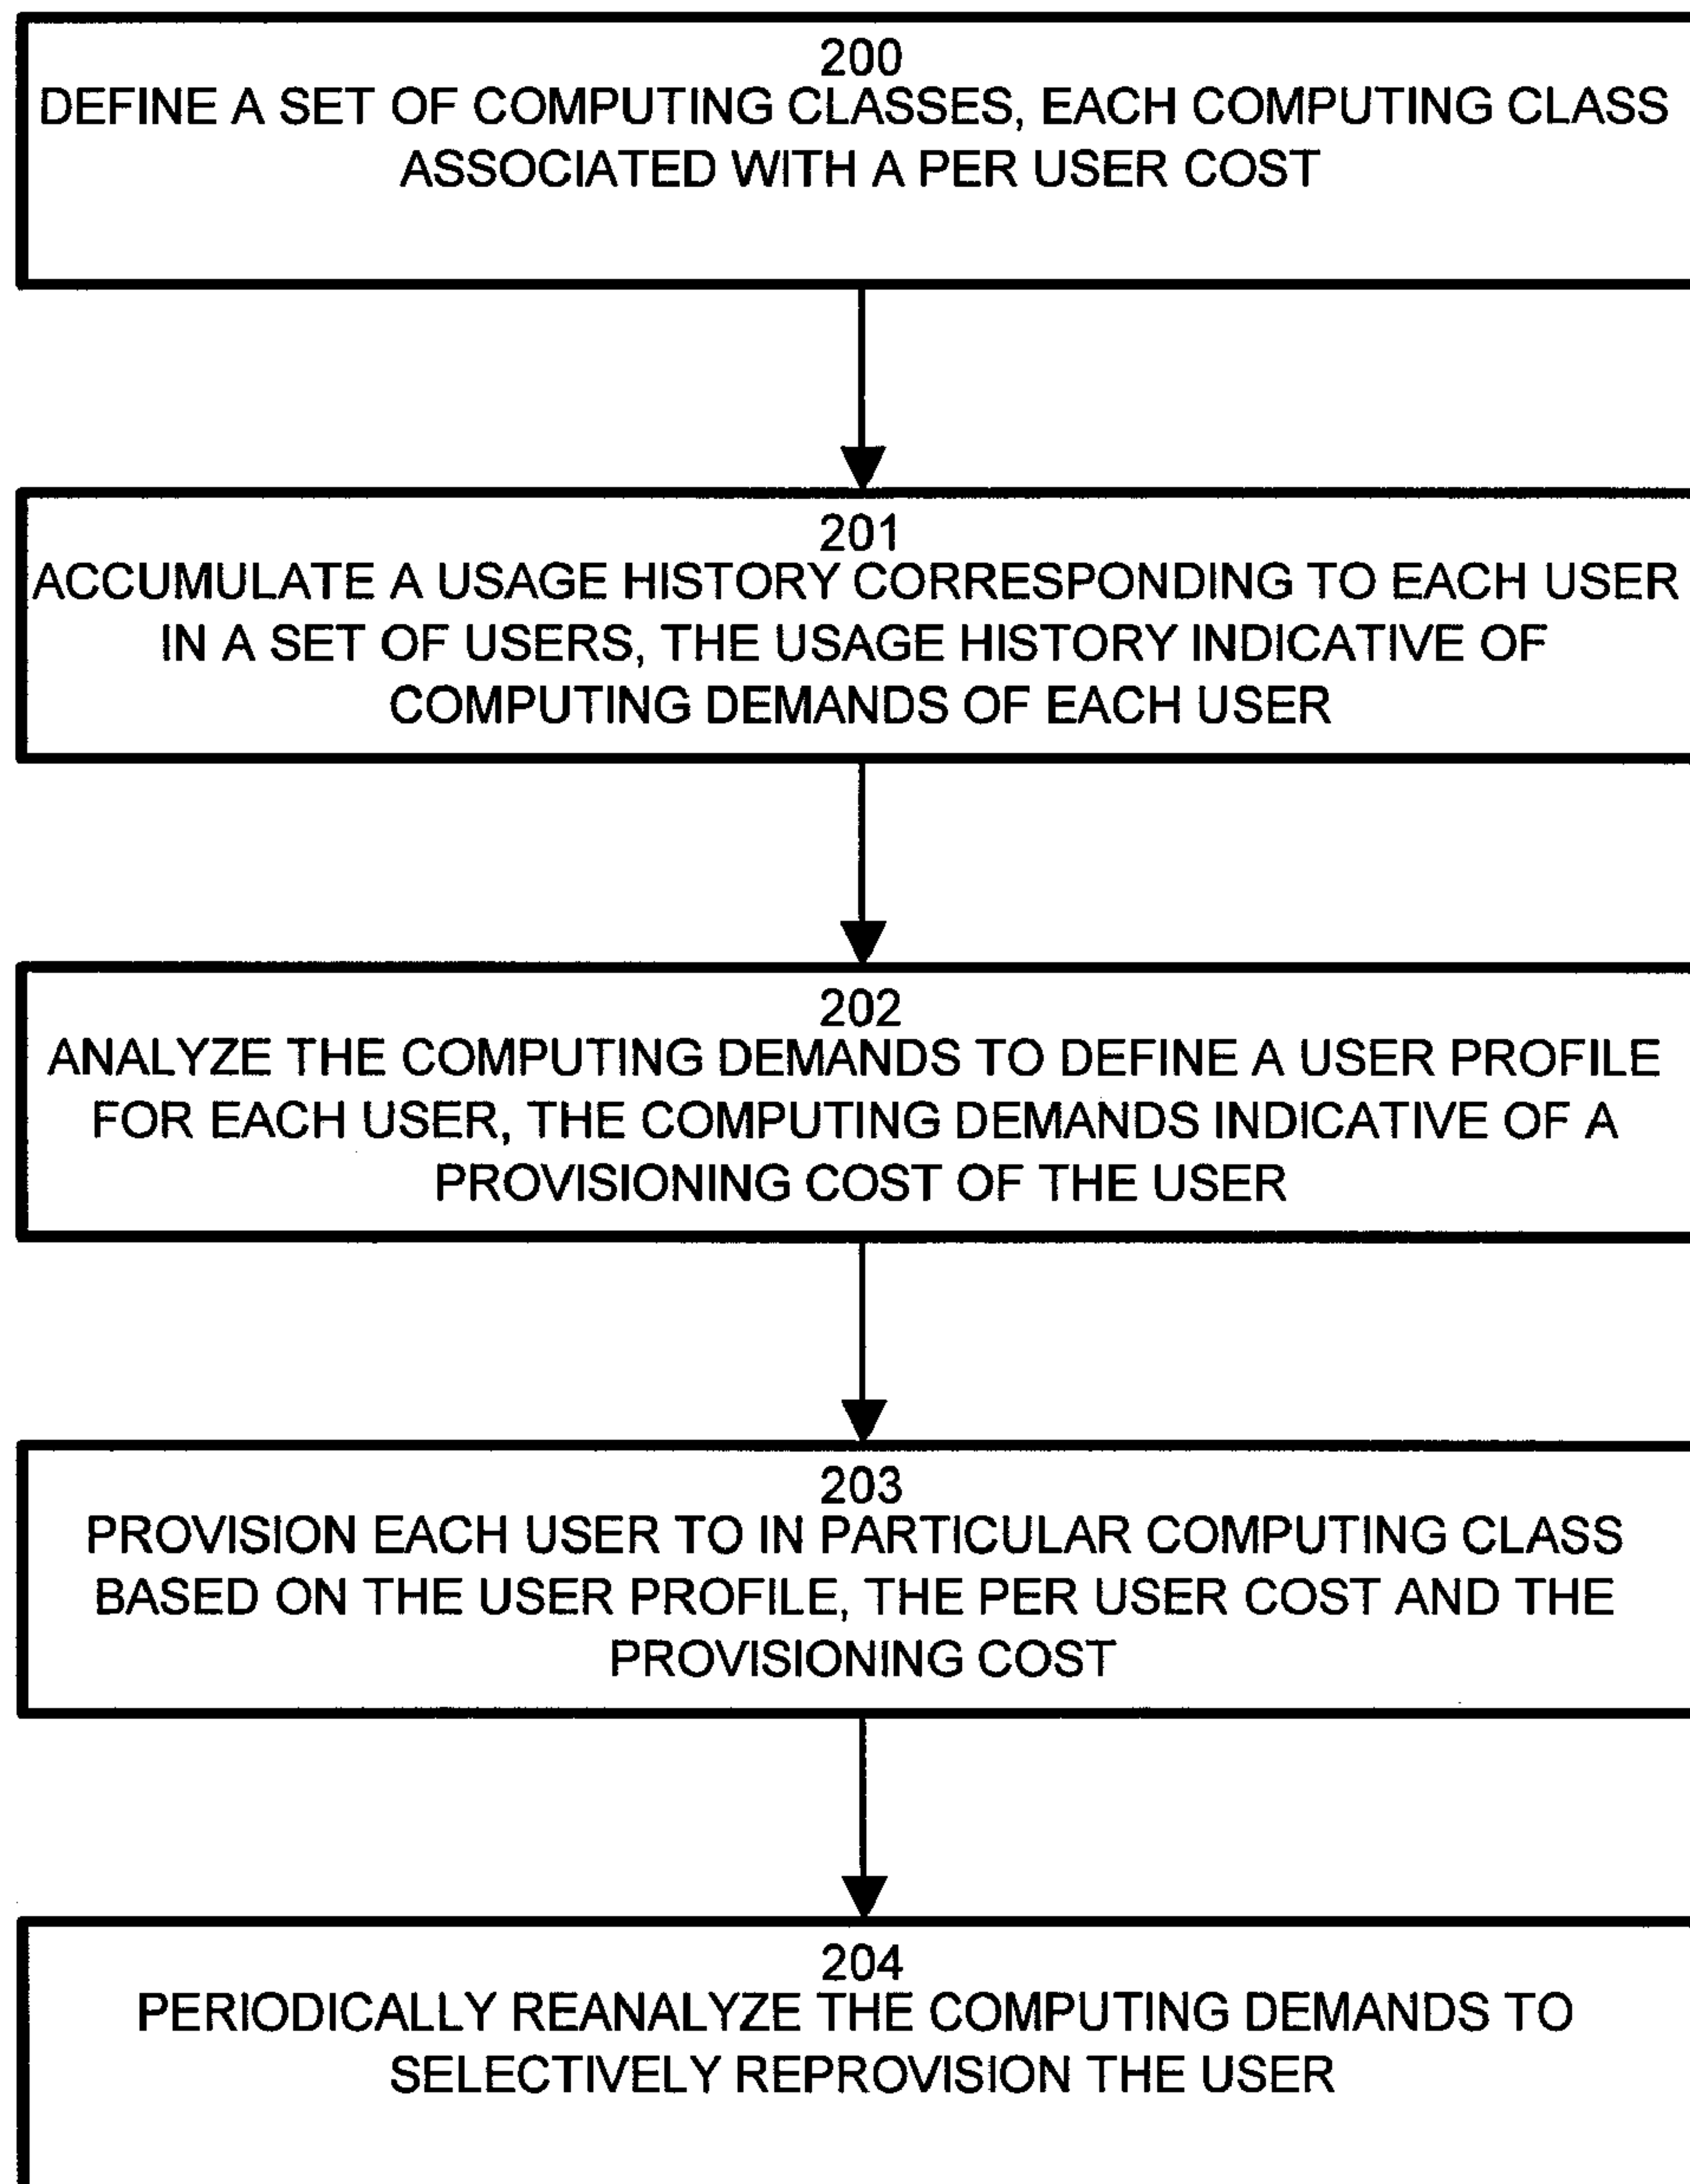 200
DEFINE A SET OF COMPUTING CLASSES, EACH COMPUTING CLASS
ASSOCIATED WITH A PER USER COST
201
ACCUMULATE A USAGE HISTORY CORRESPONDING TO EACH USER
IN A SET OF USERS, THE USAGE HISTORY INDICATIVE OF
COMPUTING DEMANDS OF EACH USER
202
ANALYZE THE COMPUTING DEMANDS TO DEFINE A USER PROFILE
FOR EACH USER, THE COMPUTING DEMANDS INDICATIVE OF A
PROVISIONING COST OF THE USER
203
PROVISION EACH USER TO IN PARTICULAR COMPUTING CLASS
BASED ON THE USER PROFILE, THE PER USER COST AND THE
PROVISIONING COST
204
PERIODICALLY REANALYZE THE COMPUTING DEMANDS TO
SELECTIVELY REPROVISION THE USER